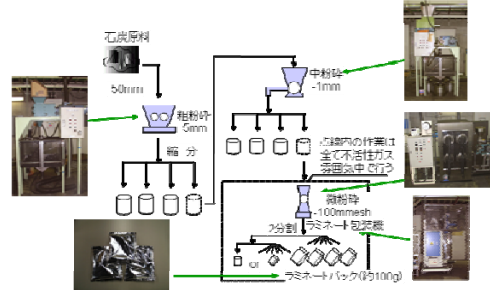 石炭原料
50mm
粗粉砕
-5mm
縮 分
中粉砕
-1mm
点線内の作業は
全て不活性ガス
雰囲気中で行う
微粉砕
-100mmesh
ラミネート包装機
2分割
or
ラミネートパック(約100g)